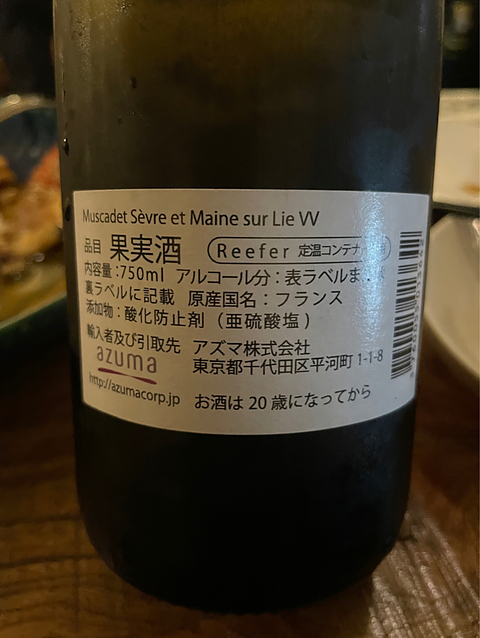 Muscadet Sèvre et Maine sur Lie VV
品目 果実酒 Reefer 定温コンテナ
内容量:750ml アルコール分:表ラベルま
裏ラベルに記載 原産国名:フランス
添加物:酸化防止剤(亜硫酸塩)
輸入者及び引取先 アズマ株式会社
azuma 東京都千代田区平河町1-1-8
http://azumacorp.jp お酒は20歳になってから